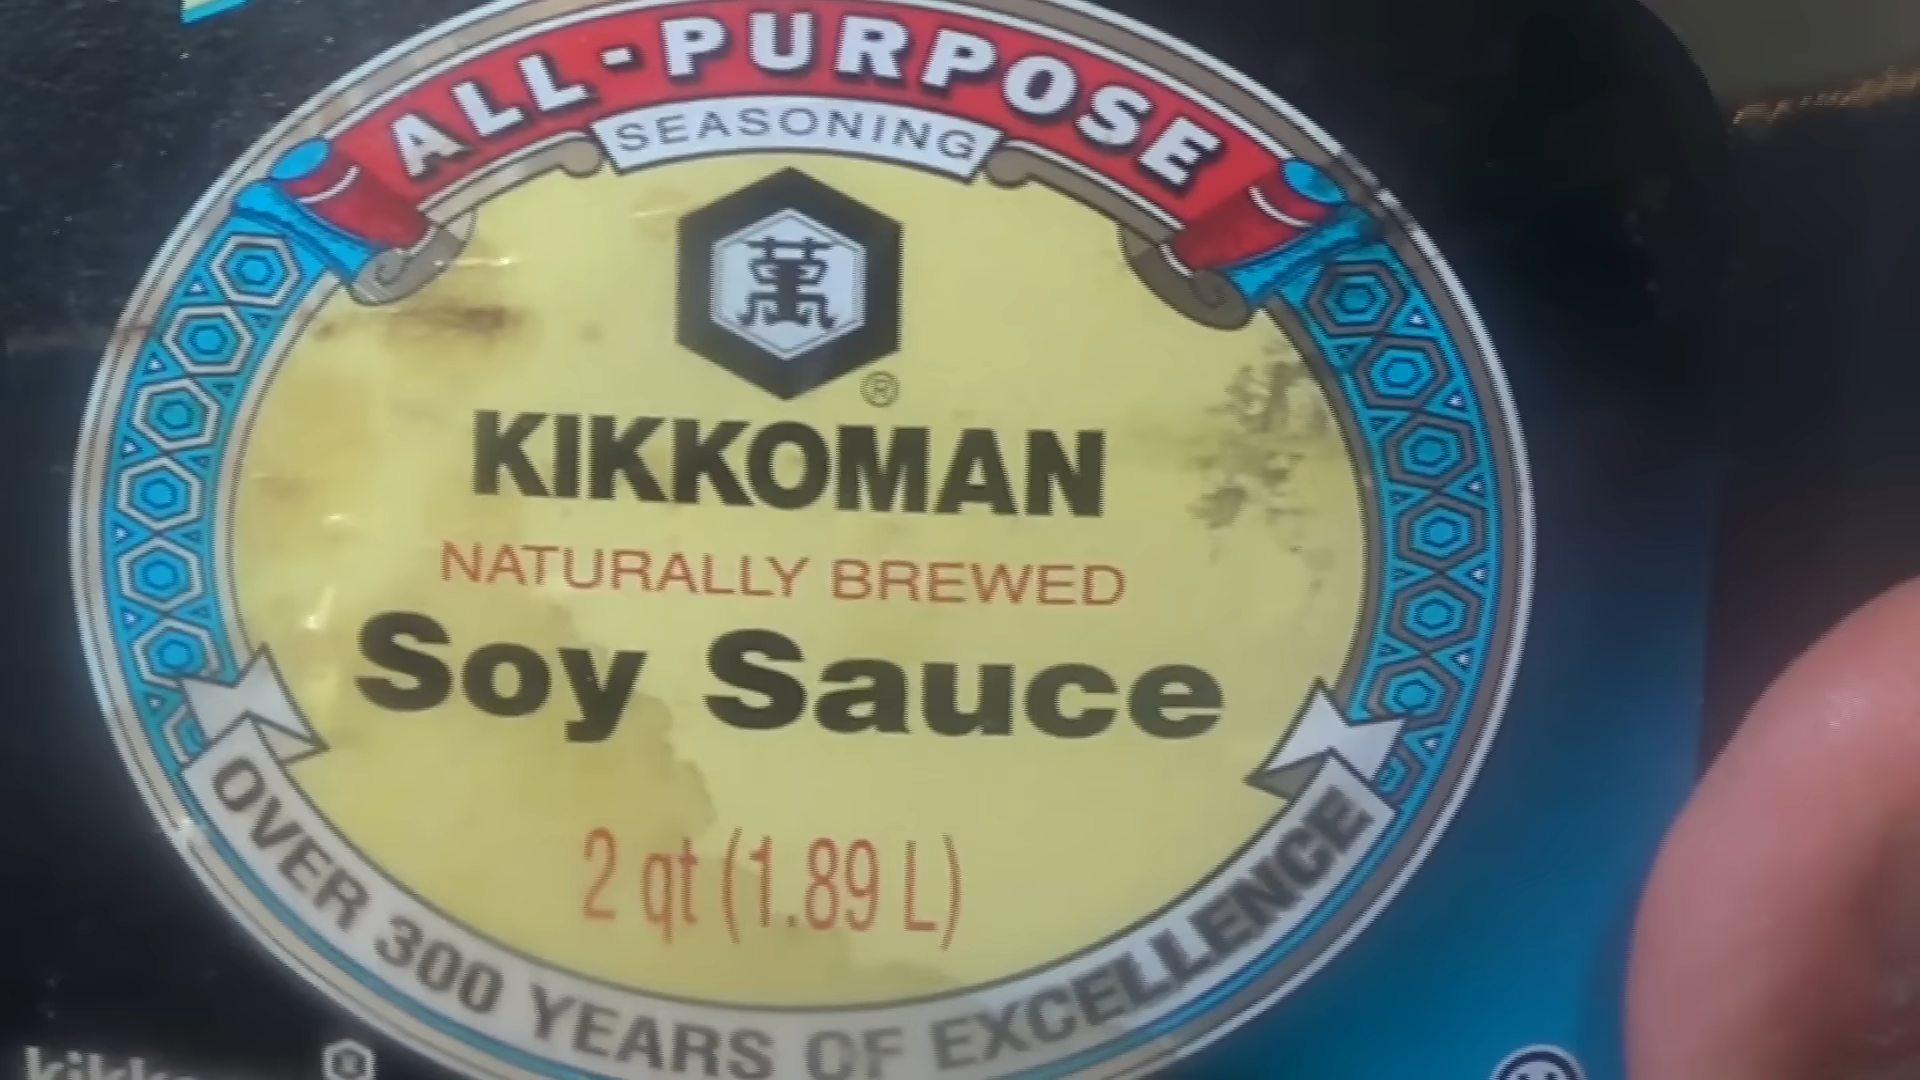 ALL-PURPOSE
SEASONING
萬
®
KIKKOMAN
NATURALLY BREWED
Soy Sauce
2 qt (1.89 L)
OVER 300 YEARS OF EXCELLENCE